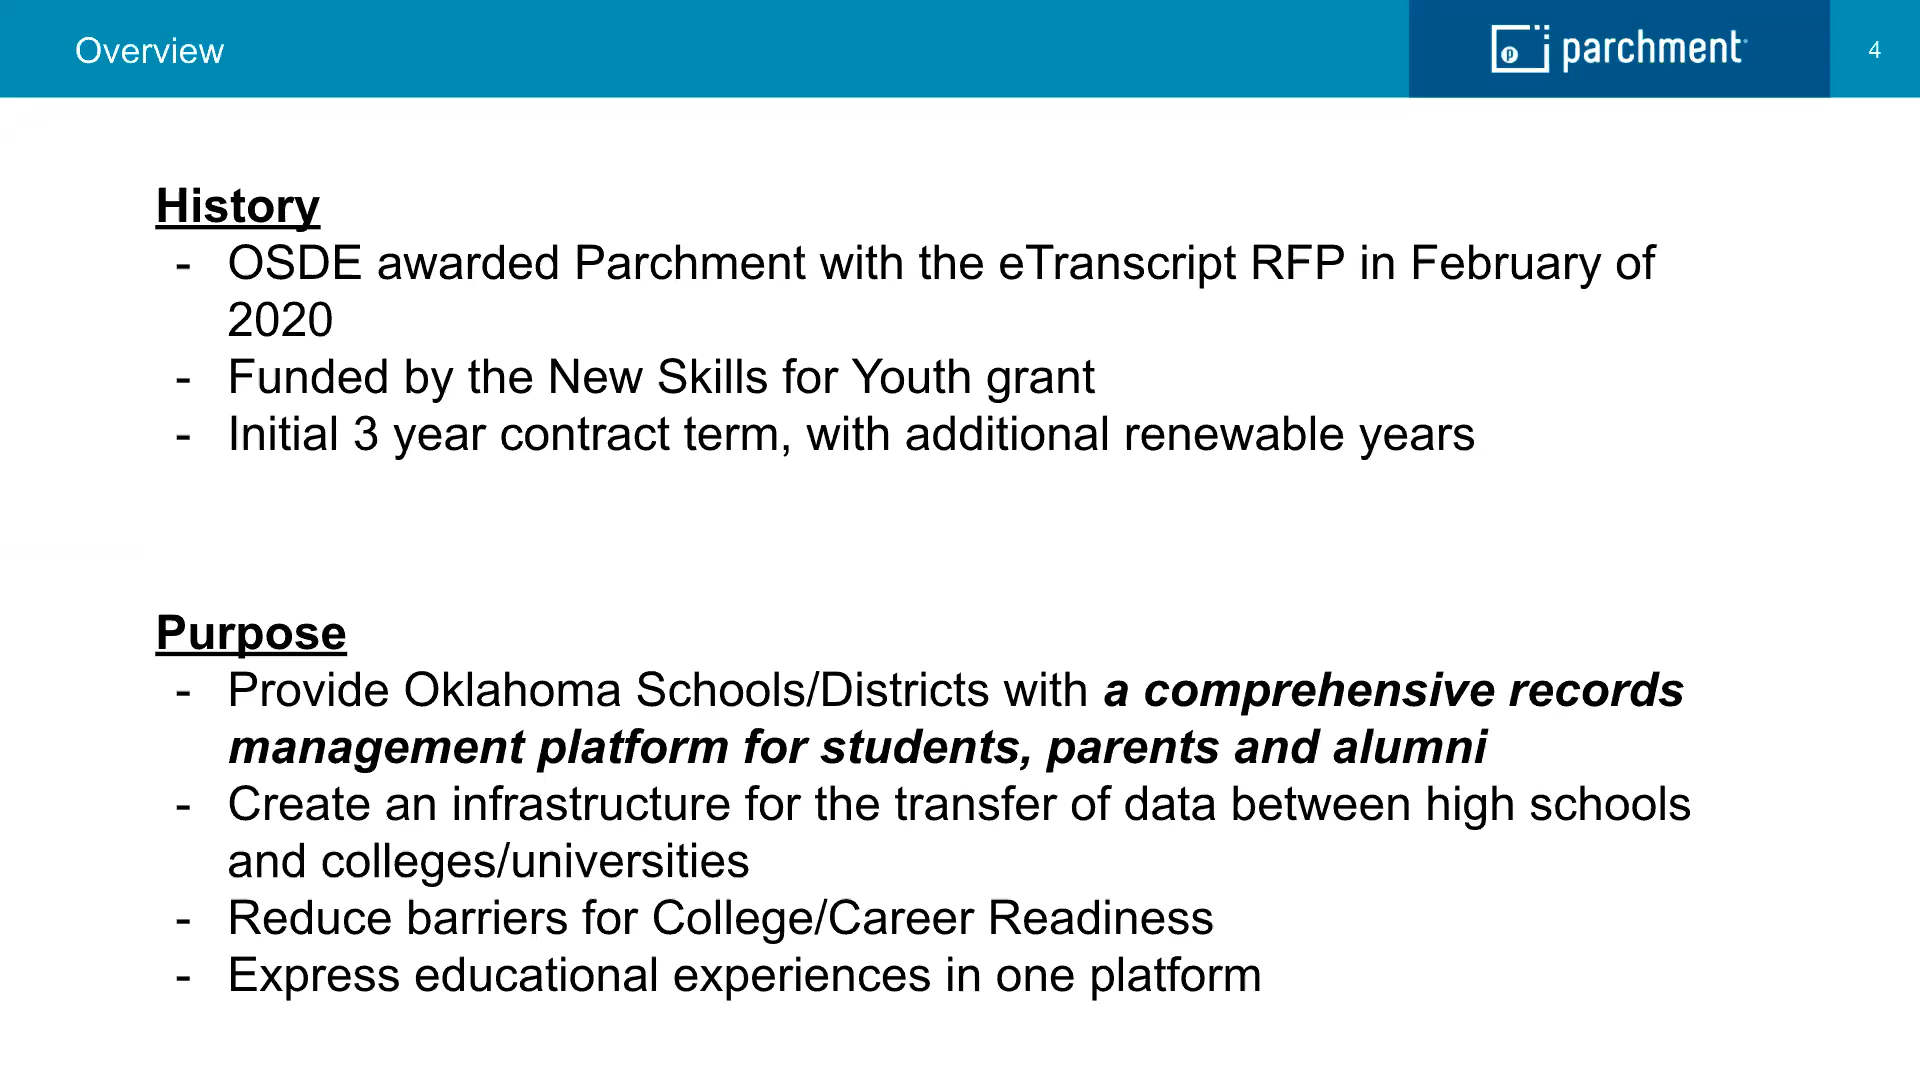 Overview
parchment
4
History
- OSDE awarded Parchment with the eTranscript RFP in February of
2020
- Funded by the New Skills for Youth grant
- Initial 3 year contract term, with additional renewable years
Purpose
- Provide Oklahoma Schools/Districts with a comprehensive records
management platform for students, parents and alumni
- Create an infrastructure for the transfer of data between high schools
and colleges/universities
- Reduce barriers for College/Career Readiness
- Express educational experiences in one platform